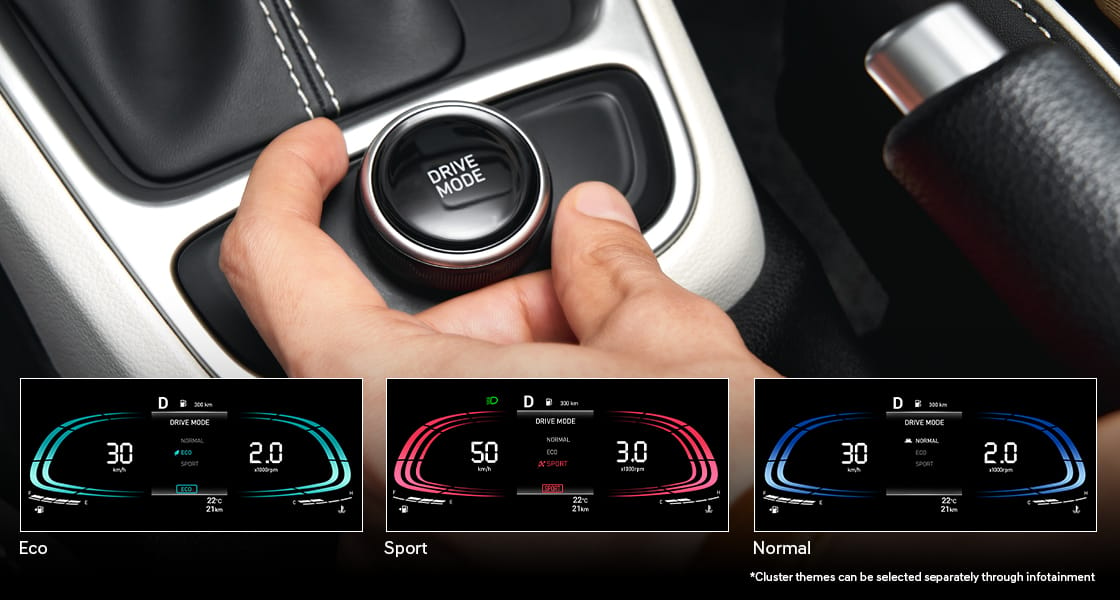 DRIVE
MODE
D 300 km
DRIVE MODE
NORMAL
ECO
SPORT
30
km/h
2.0
x1000rpm
ECO
F E C H
22°C
21km
D 300 km
DRIVE MODE
NORMAL
ECO
SPORT
50
km/h
3.0
x1000rpm
SPORT
F E C H
22°C
21km
D 300 km
DRIVE MODE
NORMAL
ECO
SPORT
30
km/h
2.0
x1000rpm
F E C H
22°C
21km
Eco
Sport
Normal
*Cluster themes can be selected separately through infotainment